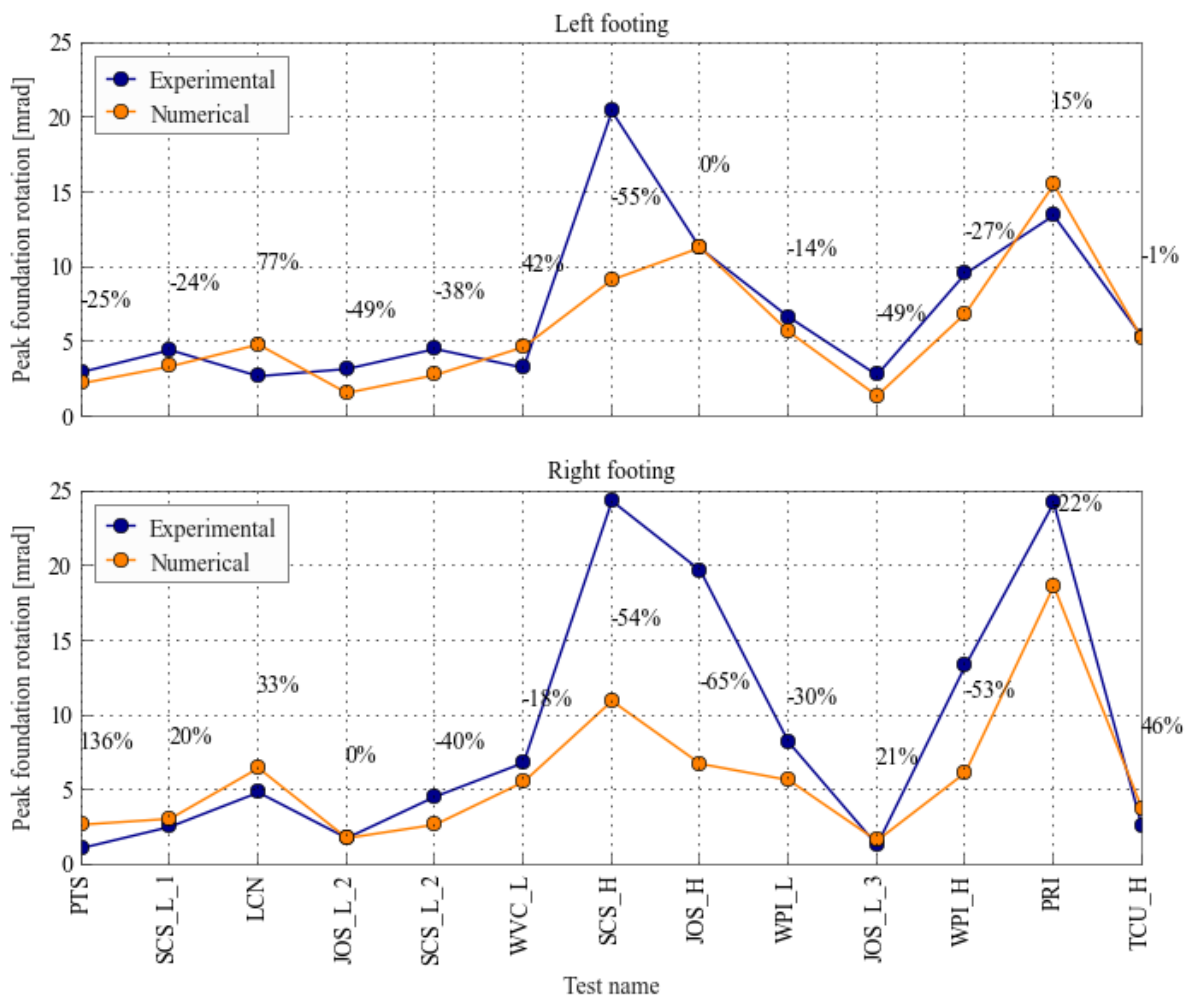 Left footing
Peak foundation rotation [mrad]
25
20
15
10
5
0
Experimental
Numerical
-25%
-24%
77%
-49%
-38%
42%
-55%
0%
-14%
-49%
-27%
15%
-1%
Right footing
Peak foundation rotation [mrad]
25
20
15
10
5
0
Experimental
Numerical
136%
20%
33%
0%
-40%
-18%
-54%
-65%
-30%
21%
-53%
-22%
46%
PTS
SCS_L_1
LCN
JOS_L_2
SCS_L_2
WVC_L
SCS_H
JOS_H
WPI_L
JOS_L_3
WPI_H
PRI
TCU_H
Test name